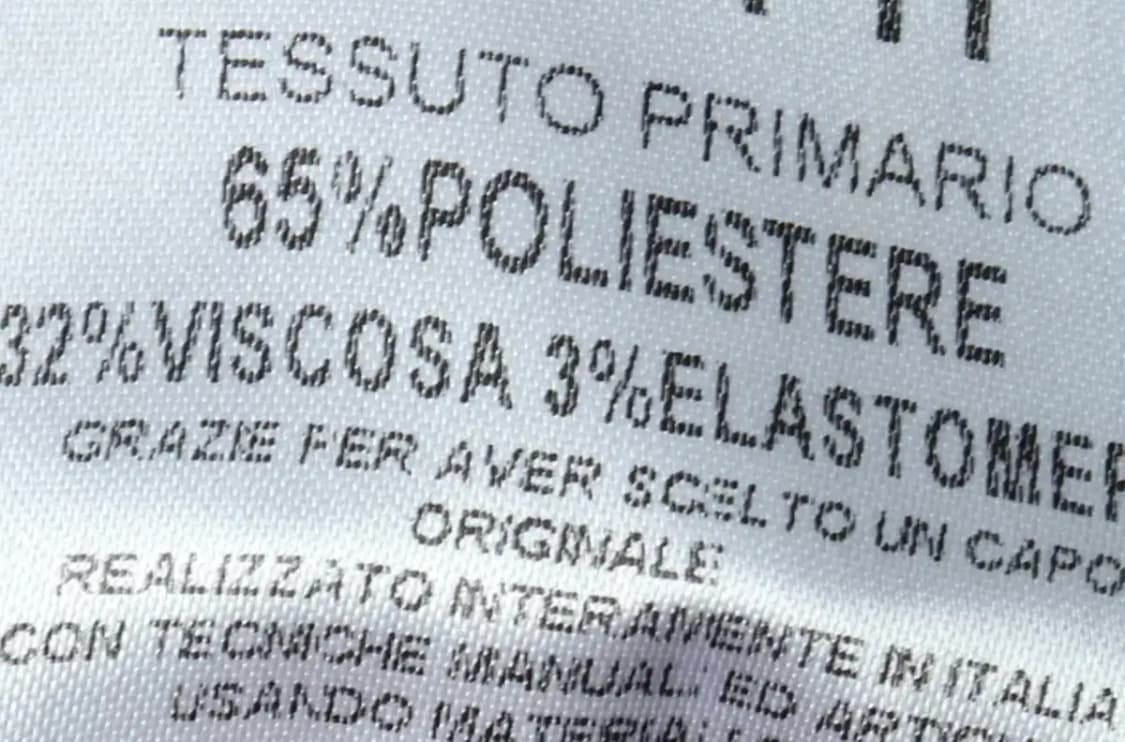 TESSUTO PRIMARIO
65%POLIESTERE
32%VISCOSA 3%ELASTOMER
GRAZIE PER AVER SCELTO UN CAPO
ORIGINALE
REALIZZATO INTERAMENTE IN ITALIA
CON TECNICHE MANUALI ED
USANDO